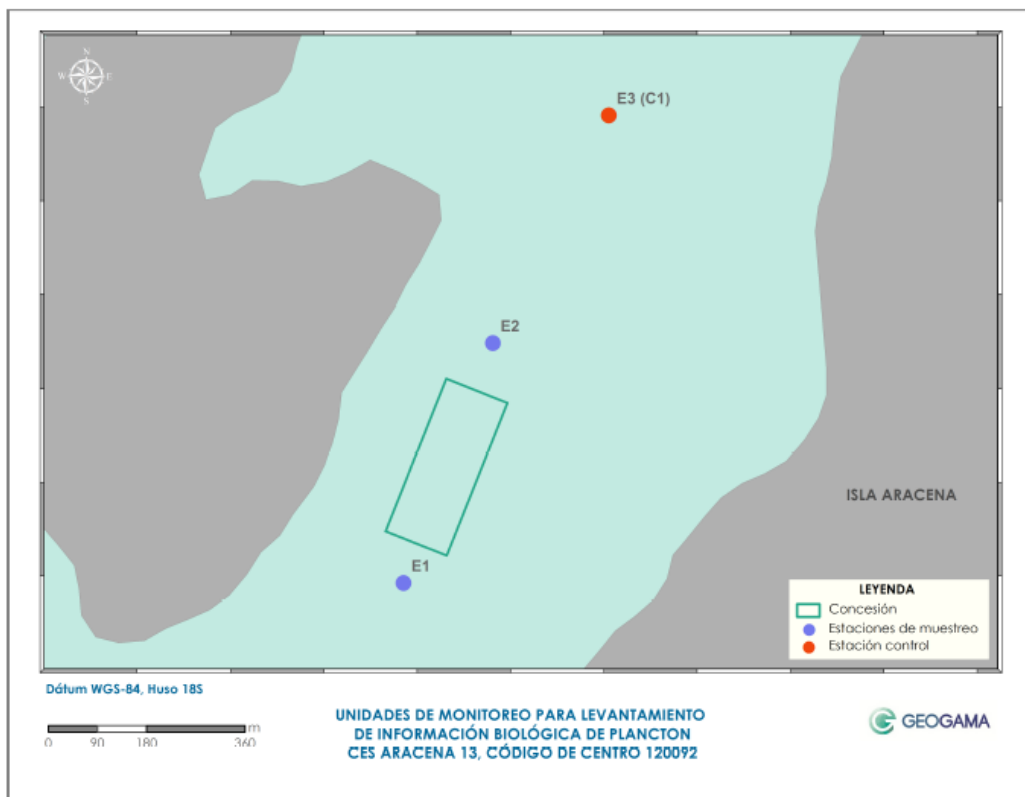 N
W E
S
E3 (C1)
E2
E1
ISLA ARACENA
LEYENDA
Concesión
Estaciones de muestreo
Estación control
Dátum WGS-84, Huso 18S
m
0 90 180 360
UNIDADES DE MONITOREO PARA LEVANTAMIENTO
DE INFORMACIÓN BIOLÓGICA DE PLANCTON
CES ARACENA 13, CÓDIGO DE CENTRO 120092
GEOGAMA